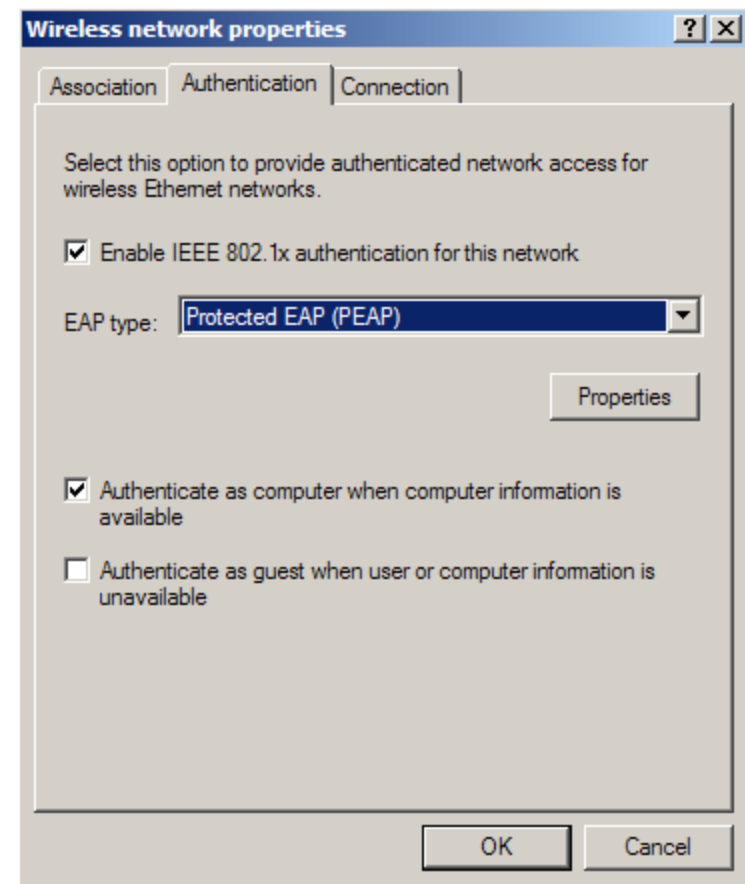 Wireless network properties
Association
Authentication
Connection
Select this option to provide authenticated network access for
wireless Ethernet networks.
Enable IEEE 802.1x authentication for this network
EAP type:
Protected EAP (PEAP)
Properties
Authenticate as computer when computer information is
available
Authenticate as guest when user or computer information is
unavailable
OK
Cancel